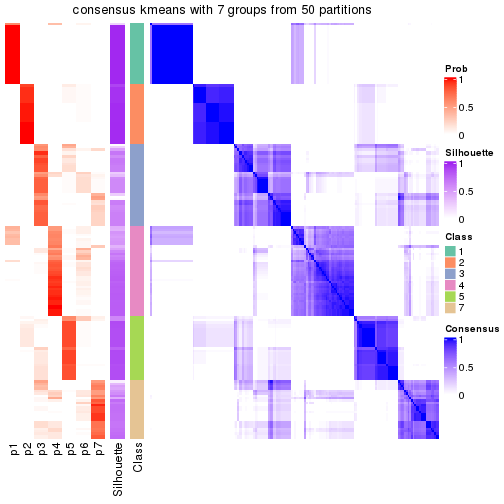 consensus kmeans with 7 groups from 50 partitions
Prob
1
0.5
0
Silhouette
1
0.5
0
Class
1
2
3
4
5
7
Consensus
1
0.5
0
p1
p2
p3
p4
p5
p6
p7
Silhouette
Class